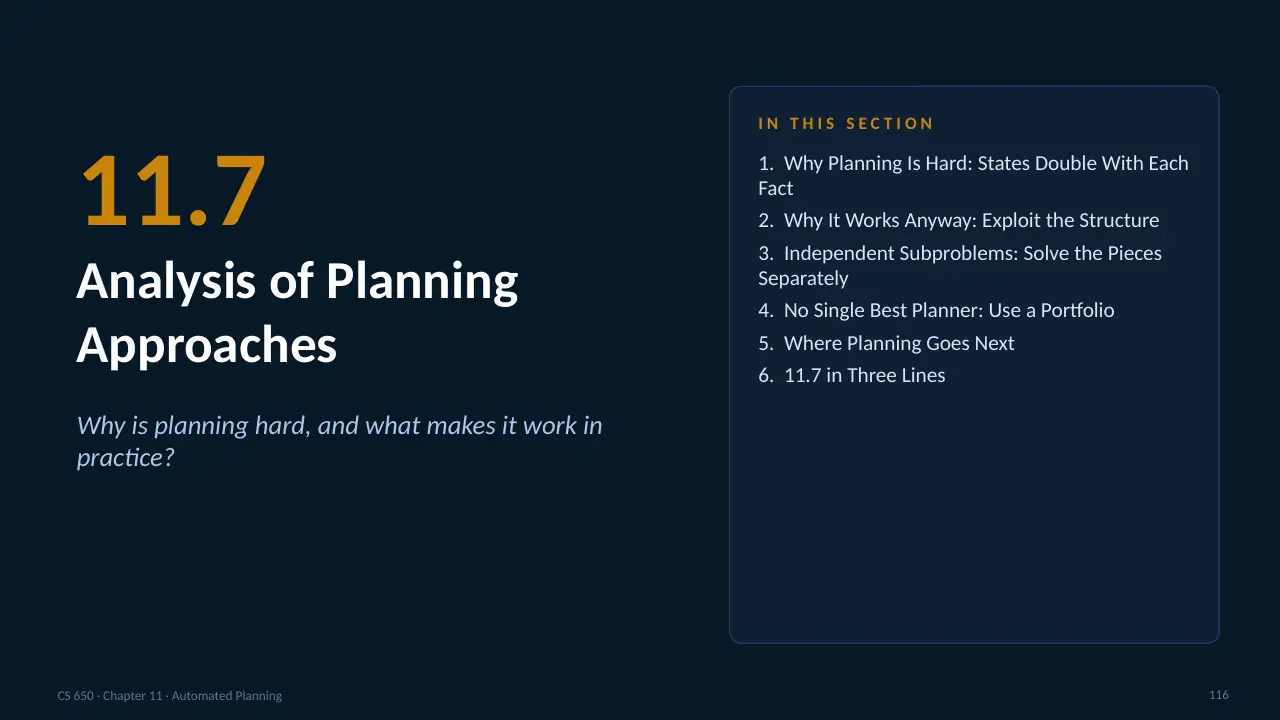 11.7
Analysis of Planning
Approaches
Why is planning hard, and what makes it work in
practice?
IN THIS SECTION
1. Why Planning Is Hard: States Double With Each
Fact
2. Why It Works Anyway: Exploit the Structure
3. Independent Subproblems: Solve the Pieces
Separately
4. No Single Best Planner: Use a Portfolio
5. Where Planning Goes Next
6. 11.7 in Three Lines
CS 650 · Chapter 11 · Automated Planning
116